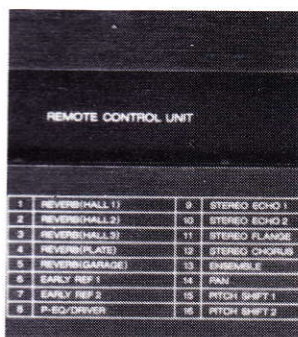 REMOTE CONTROL UNIT
1 REVERB(HALL 1) 9 STEREO ECHO 1
2 REVERB(HALL 2) 10 STEREO ECHO 2
3 REVERB(HALL 3) 11 STEREO FLANGE
4 REVERB(PLATE) 12 STEREO CHORUS
5 REVERB(GARAGE) 13 ENSEMBLE
6 EARLY REF 1 14 PAN
7 EARLY REF 2 15 PITCH SHIFT 1
8 P-EQ/DRIVER 16 PITCH SHIFT 2